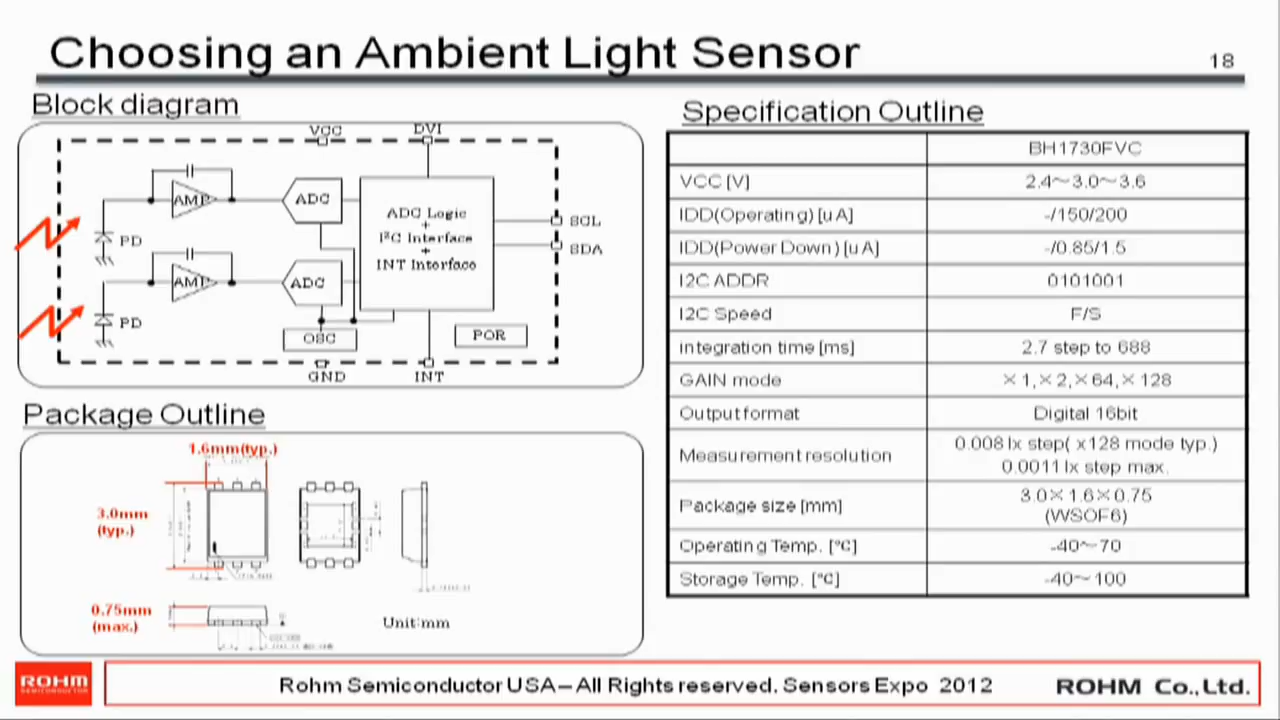 Choosing an Ambient Light Sensor
18
Block diagram
VCC
DVI
AMP
ADC
PD
AMP
ADC
PD
ADC Logic
+
I²C Interface
+
INT Interface
SCL
SDA
OSC
POR
GND
INT
Package Outline
1.6mm(typ.)
3.0mm
(typ.)
0.75mm
(max.)
Unit:mm
Specification Outline
BH1730FVC
VCC [V] 2.4~3.0~3.6
IDD(Operating) [uA] -/150/200
IDD(Power Down) [uA] -/0.85/1.5
I2C ADDR 0101001
I2C Speed F/S
integration time [ms] 2.7 step to 688
GAIN mode ×1,×2,×64,×128
Output format Digital 16bit
Measurement resolution 0.008 lx step( x128 mode typ.)
0.0011 lx step max.
Package size [mm] 3.0×1.6×0.75
(WSOF6)
Operating Temp. [℃] -40~70
Storage Temp. [℃] -40~100
ROHM
SEMICONDUCTOR
Rohm Semiconducor USA–All Rights reserved. Sensors Expo 2012
ROHM Co.,Ltd.